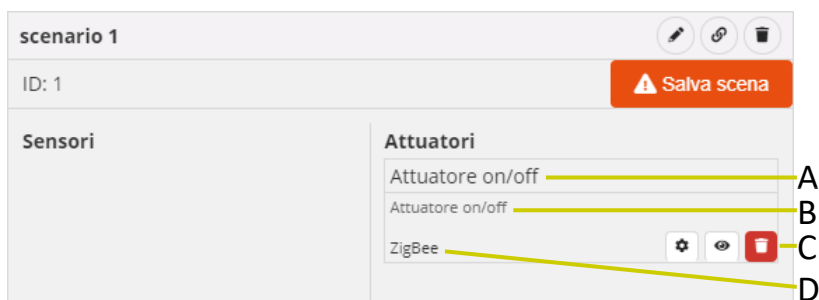 scenario 1
ID: 1
Salva scena
Sensori
Attuatori
Attuatore on/off
A
Attuatore on/off
B
ZigBee
C
D